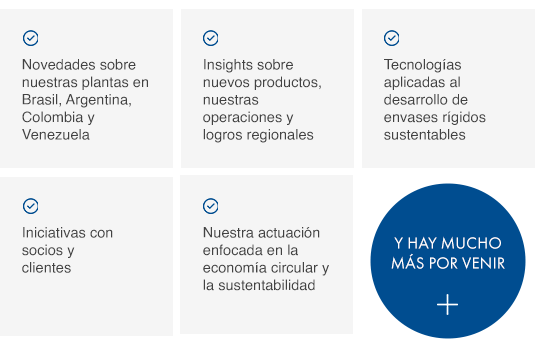 Novedades sobre
nuestras plantas en
Brasil, Argentina,
Colombia y
Venezuela
Insights sobre
nuevos productos,
nuestras
operaciones y
logros regionales
Tecnologías
aplicadas al
desarrollo de
envases rígidos
sustentables
Iniciativas con
socios y
clientes
Nuestra actuación
enfocada en la
economía circular y
la sustentabilidad
Y HAY MUCHO
MÁS POR VENIR